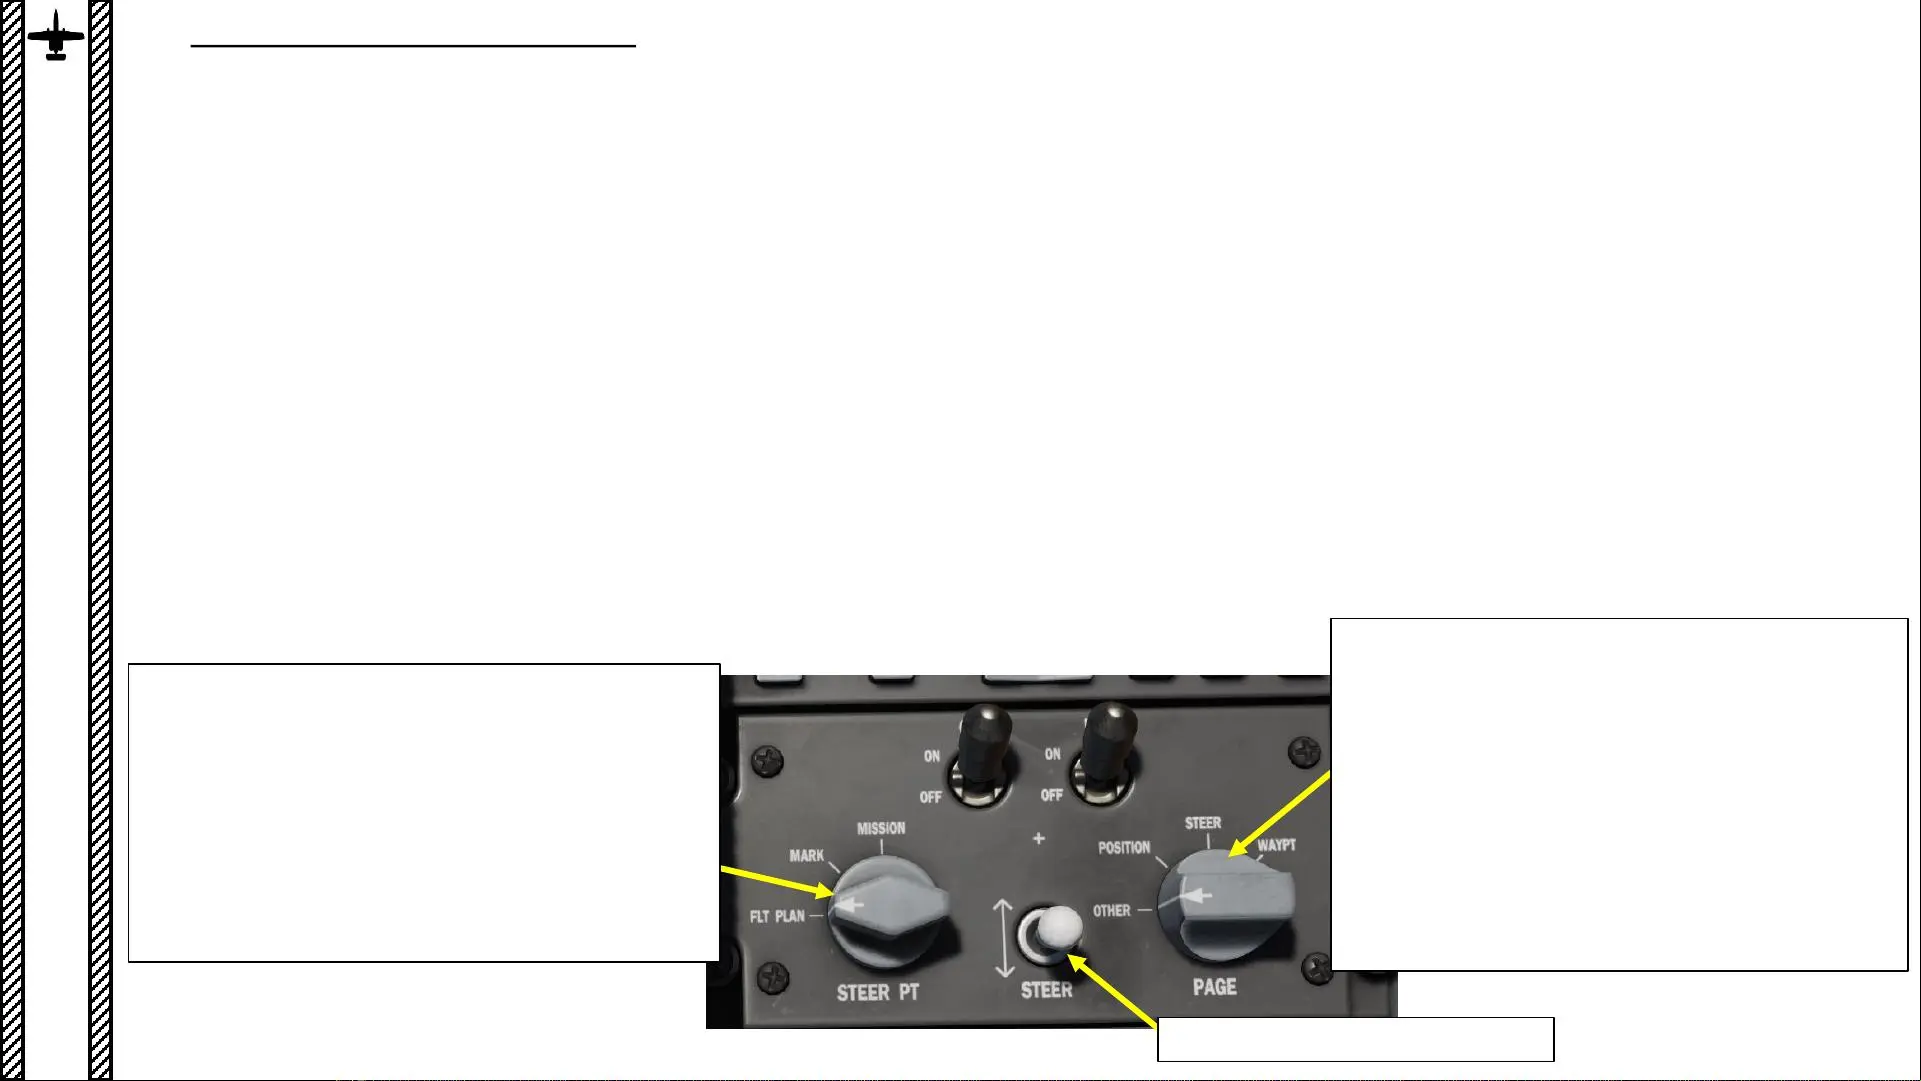 ON
ON
OFF
OFF
MISSION
STEER
MARK
POSITION
WAYPT
+
FLT PLAN
OTHER
STEER PT
STEER
PAGE